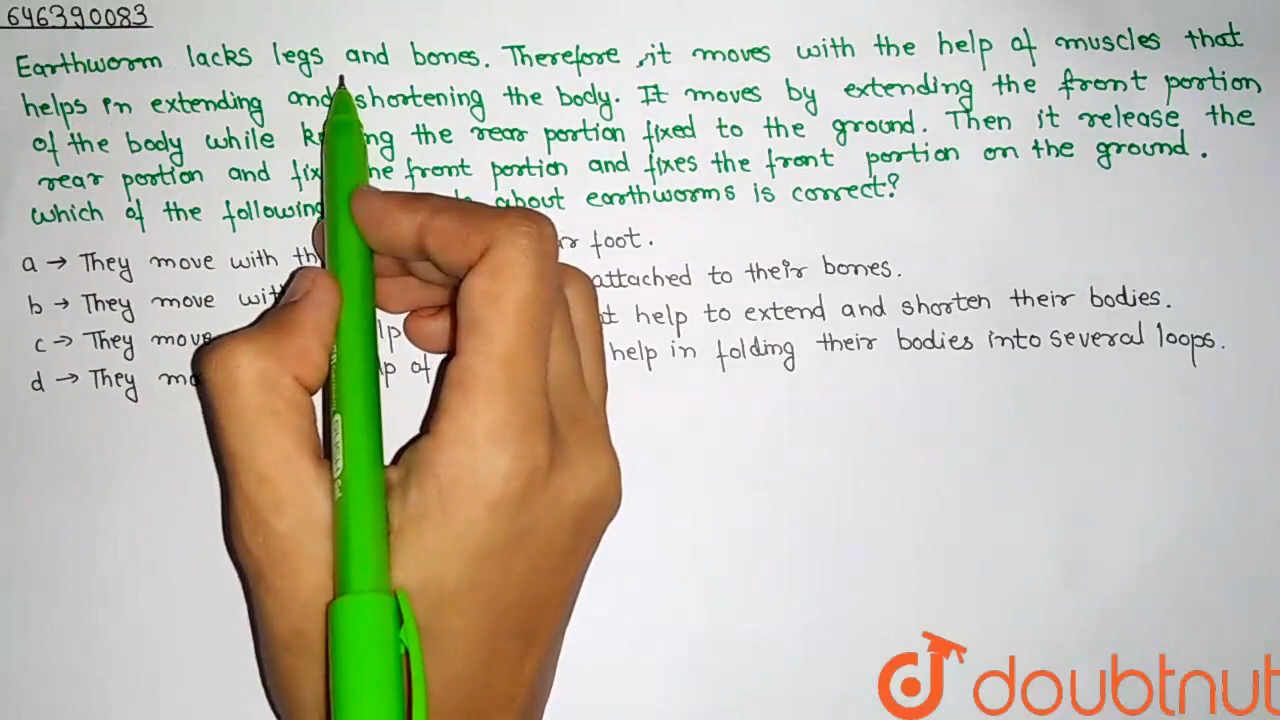 646390083
Earthworm lacks legs and bones. Therefore, it moves with the help of muscles that
helps in extending and shortening the body. It moves by extending the front portion
of the body while the rear portion fixed to the ground. Then it release the
rear portion and front portion and fixes the front portion on the ground.
which of the following about earthworms is correct?
a → They move with foot.
b → They move attached to their bones.
c → They move help to extend and shorten their bodies.
d → They of help in folding their bodies into several loops.
doubtnut